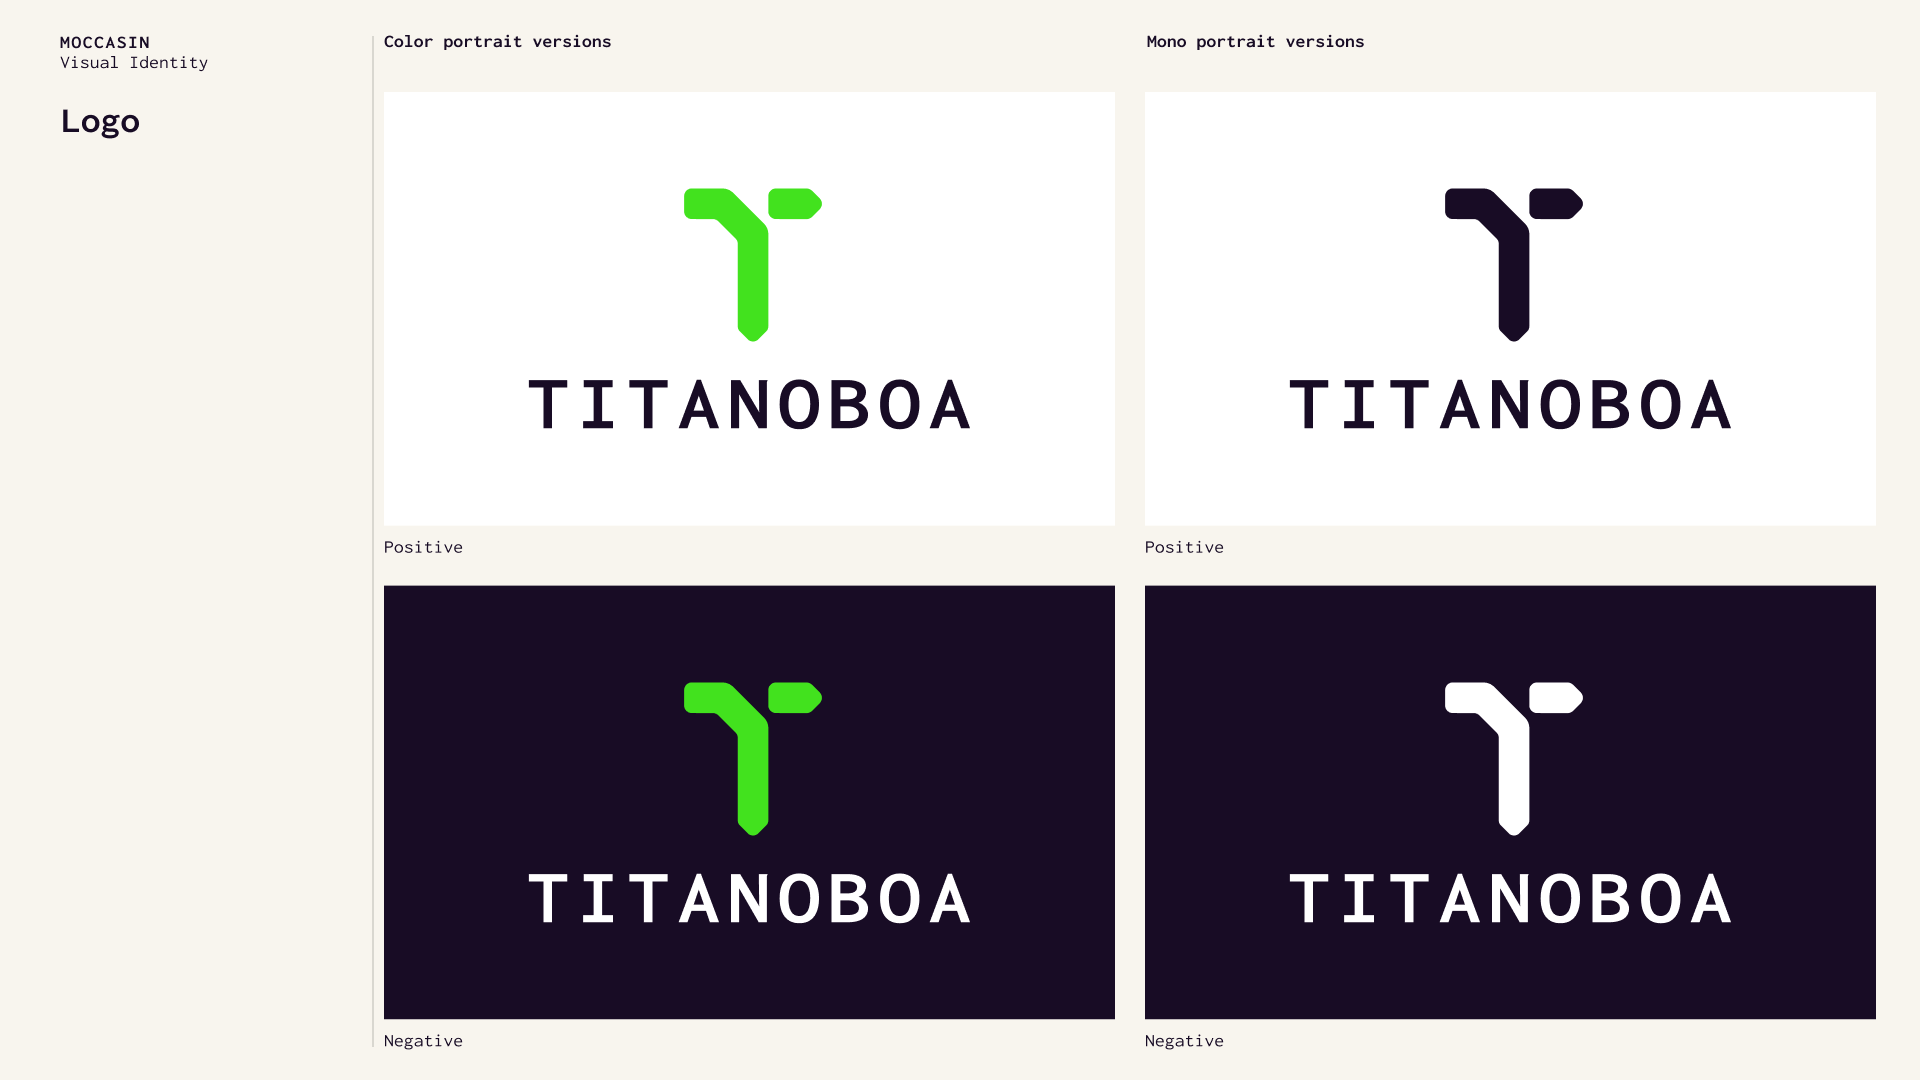 MOCCASIN
Visual Identity
Logo
Color portrait versions
TITANOBOA
Positive
TITANOBOA
Negative
Mono portrait versions
TITANOBOA
Positive
TITANOBOA
Negative